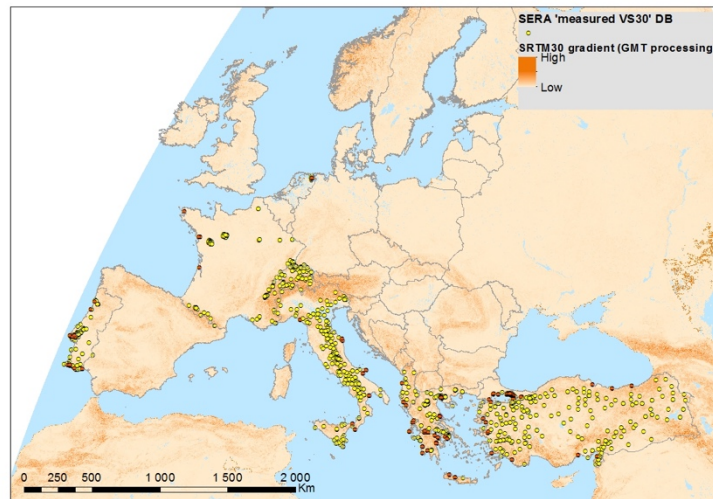 SERA 'measured VS30' DB
SRTM30 gradient (GMT processing
High
Low
0 250 500 1 000 1 500 2 000
Km